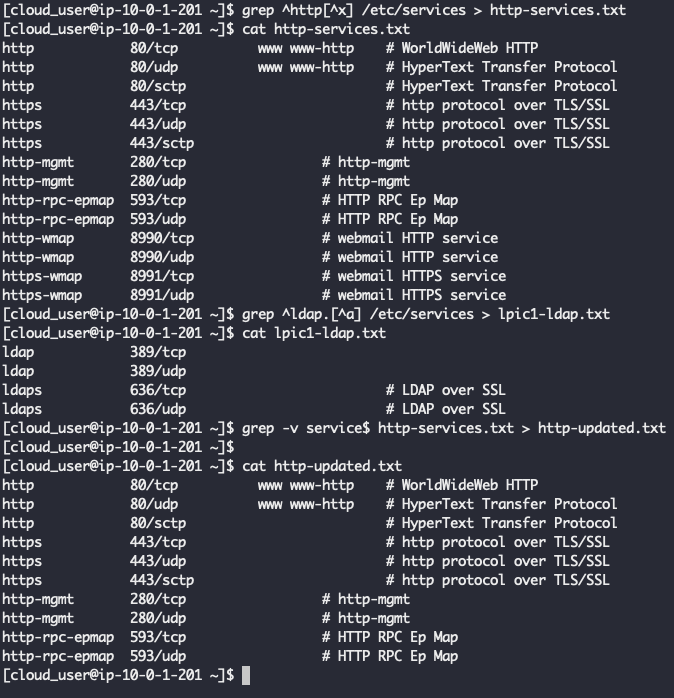 [cloud_user@ip-10-0-1-201 ~]$ grep ^http[^x] /etc/services > http-services.txt
[cloud_user@ip-10-0-1-201 ~]$ cat http-services.txt
http            80/tcp          www www-http    # WorldWideWeb HTTP
http            80/udp          www www-http    # HyperText Transfer Protocol
http            80/sctp                         # HyperText Transfer Protocol
https           443/tcp                         # http protocol over TLS/SSL
https           443/udp                         # http protocol over TLS/SSL
https           443/sctp                        # http protocol over TLS/SSL
http-mgmt       280/tcp                 # http-mgmt
http-mgmt       280/udp                 # http-mgmt
http-rpc-epmap  593/tcp                 # HTTP RPC Ep Map
http-rpc-epmap  593/udp                 # HTTP RPC Ep Map
http-wmap       8990/tcp                # webmail HTTP service
http-wmap       8990/udp                # webmail HTTP service
https-wmap      8991/tcp                # webmail HTTPS service
https-wmap      8991/udp                # webmail HTTPS service
[cloud_user@ip-10-0-1-201 ~]$ grep ^ldap.[^a] /etc/services > lpic1-ldap.txt
[cloud_user@ip-10-0-1-201 ~]$ cat lpic1-ldap.txt
ldap            389/tcp
ldap            389/udp
ldaps           636/tcp                         # LDAP over SSL
ldaps           636/udp                         # LDAP over SSL
[cloud_user@ip-10-0-1-201 ~]$ grep -v service$ http-services.txt > http-updated.txt
[cloud_user@ip-10-0-1-201 ~]$
[cloud_user@ip-10-0-1-201 ~]$ cat http-updated.txt
http            80/tcp          www www-http    # WorldWideWeb HTTP
http            80/udp          www www-http    # HyperText Transfer Protocol
http            80/sctp                         # HyperText Transfer Protocol
https           443/tcp                         # http protocol over TLS/SSL
https           443/udp                         # http protocol over TLS/SSL
https           443/sctp                        # http protocol over TLS/SSL
http-mgmt       280/tcp                 # http-mgmt
http-mgmt       280/udp                 # http-mgmt
http-rpc-epmap  593/tcp                 # HTTP RPC Ep Map
http-rpc-epmap  593/udp                 # HTTP RPC Ep Map
[cloud_user@ip-10-0-1-201 ~]$